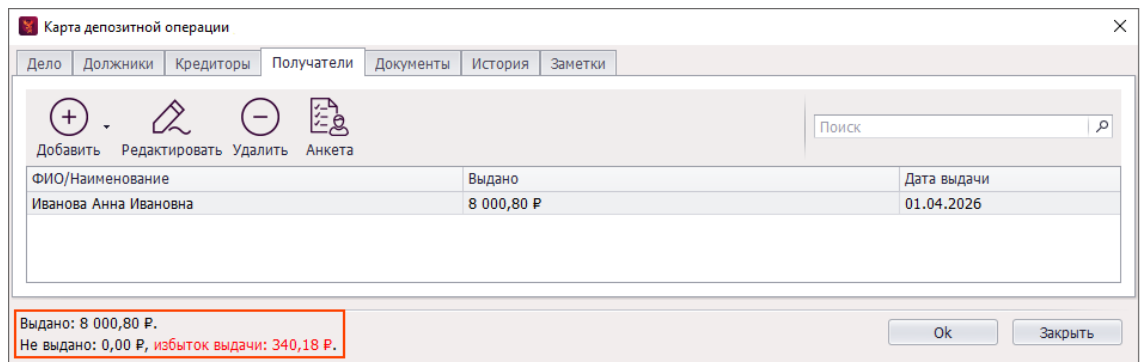 Карта депозитной операции
Дело Должники Кредиторы Получатели Документы История Заметки
Добавить Редактировать Удалить Анкета Поиск
ФИО/Наименование Выдано Дата выдачи
Иванова Анна Ивановна 8 000,80 ₽ 01.04.2026
Выдано: 8 000,80 ₽.
Не выдано: 0,00 ₽, избыток выдачи: 340,18 ₽.
Ok Закрыть